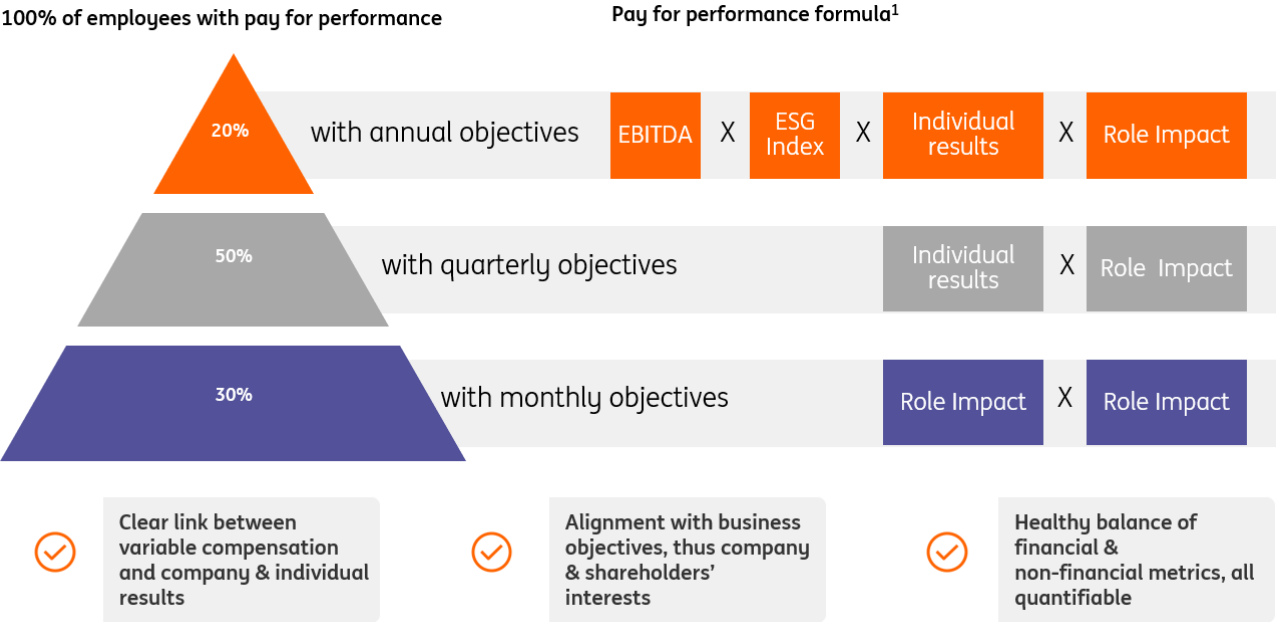 100% of employees with pay for performance
Pay for performance formula¹
20%
with annual objectives
EBITDA
X
ESG
Index
X
Individual
results
X
Role Impact
50%
with quarterly objectives
Individual
results
X
Role Impact
30%
with monthly objectives
Role Impact
X
Role Impact
Clear link between
variable compensation
and company & individual
results
Alignment with business
objectives, thus company
& shareholders’
interests
Healthy balance of
financial &
non-financial metrics, all
quantifiable